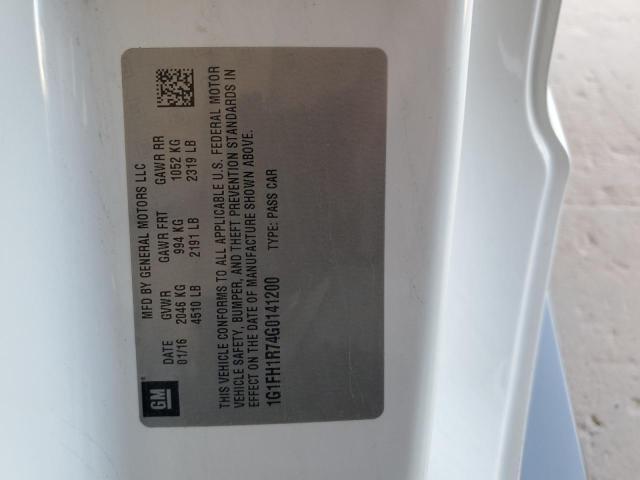 GM
MFD BY GENERAL MOTORS LLC
DATE GVWR GAWR FRT GAWR RR
01/16 2046 KG 994 KG 1052 KG
4510 LB 2191 LB 2319 LB
THIS VEHICLE CONFORMS TO ALL APPLICABLE U.S. FEDERAL MOTOR
VEHICLE SAFETY, BUMPER, AND THEFT PREVENTION STANDARDS IN
EFFECT ON THE DATE OF MANUFACTURE SHOWN ABOVE.
1G1FH1R74G0141200 TYPE: PASS CAR